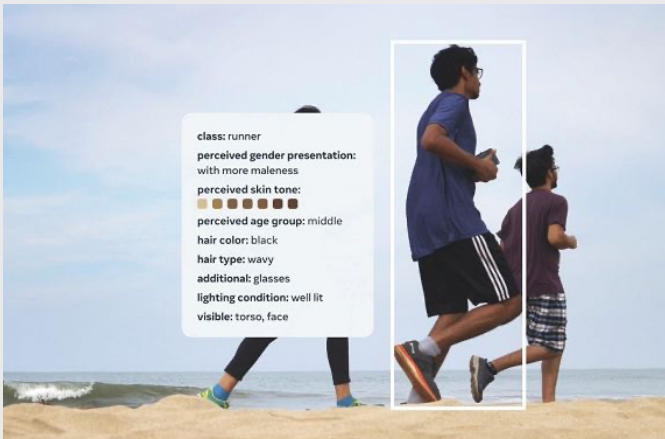 class: runner
perceived gender presentation:
with more maleness
perceived skin tone:
perceived age group: middle
hair color: black
hair type: wavy
additional: glasses
lighting condition: well lit
visible: torso, face